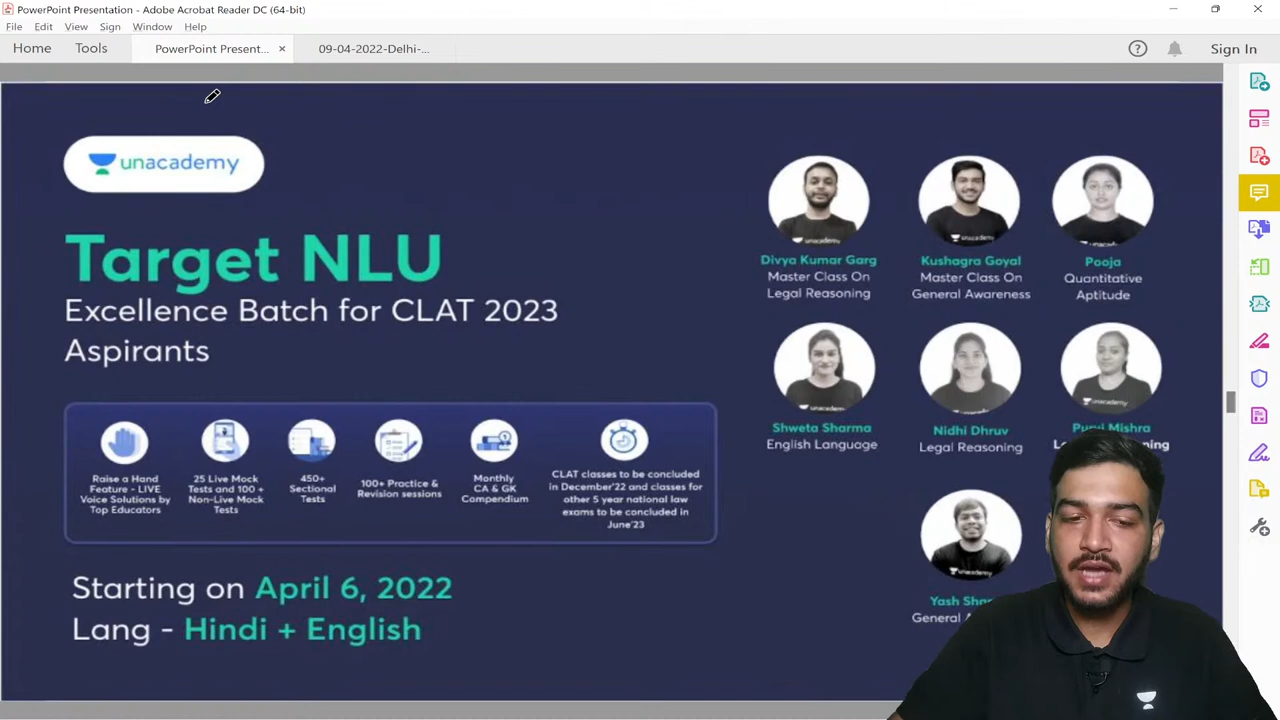 PowerPoint Presentation - Adobe Acrobat Reader DC (64-bit)
File Edit View Sign Window Help
Home Tools PowerPoint Present... × 09-04-2022-Delhi-... Sign In
unacademy
Target NLU
Excellence Batch for CLAT 2023
Aspirants
Raise a Hand
Feature - LIVE
Voice Solutions by
Top Educators
25 Live Mock
Tests and 100 +
Non-Live Mock
Tests
450+
Sectional
Tests
100+ Practice &
Revision sessions
Monthly
CA & GK
Compendium
CLAT classes to be concluded
in December'22 and classes for
other 5 year national law
exams to be concluded in
June'23
Starting on April 6, 2022
Lang - Hindi + English
Divya Kumar Garg
Master Class On
Legal Reasoning
Kushagra Goyal
Master Class On
General Awareness
Pooja
Quantitative
Aptitude
Shweta Sharma
English Language
Nidhi Dhruv
Legal Reasoning
Mishra
Yash
General